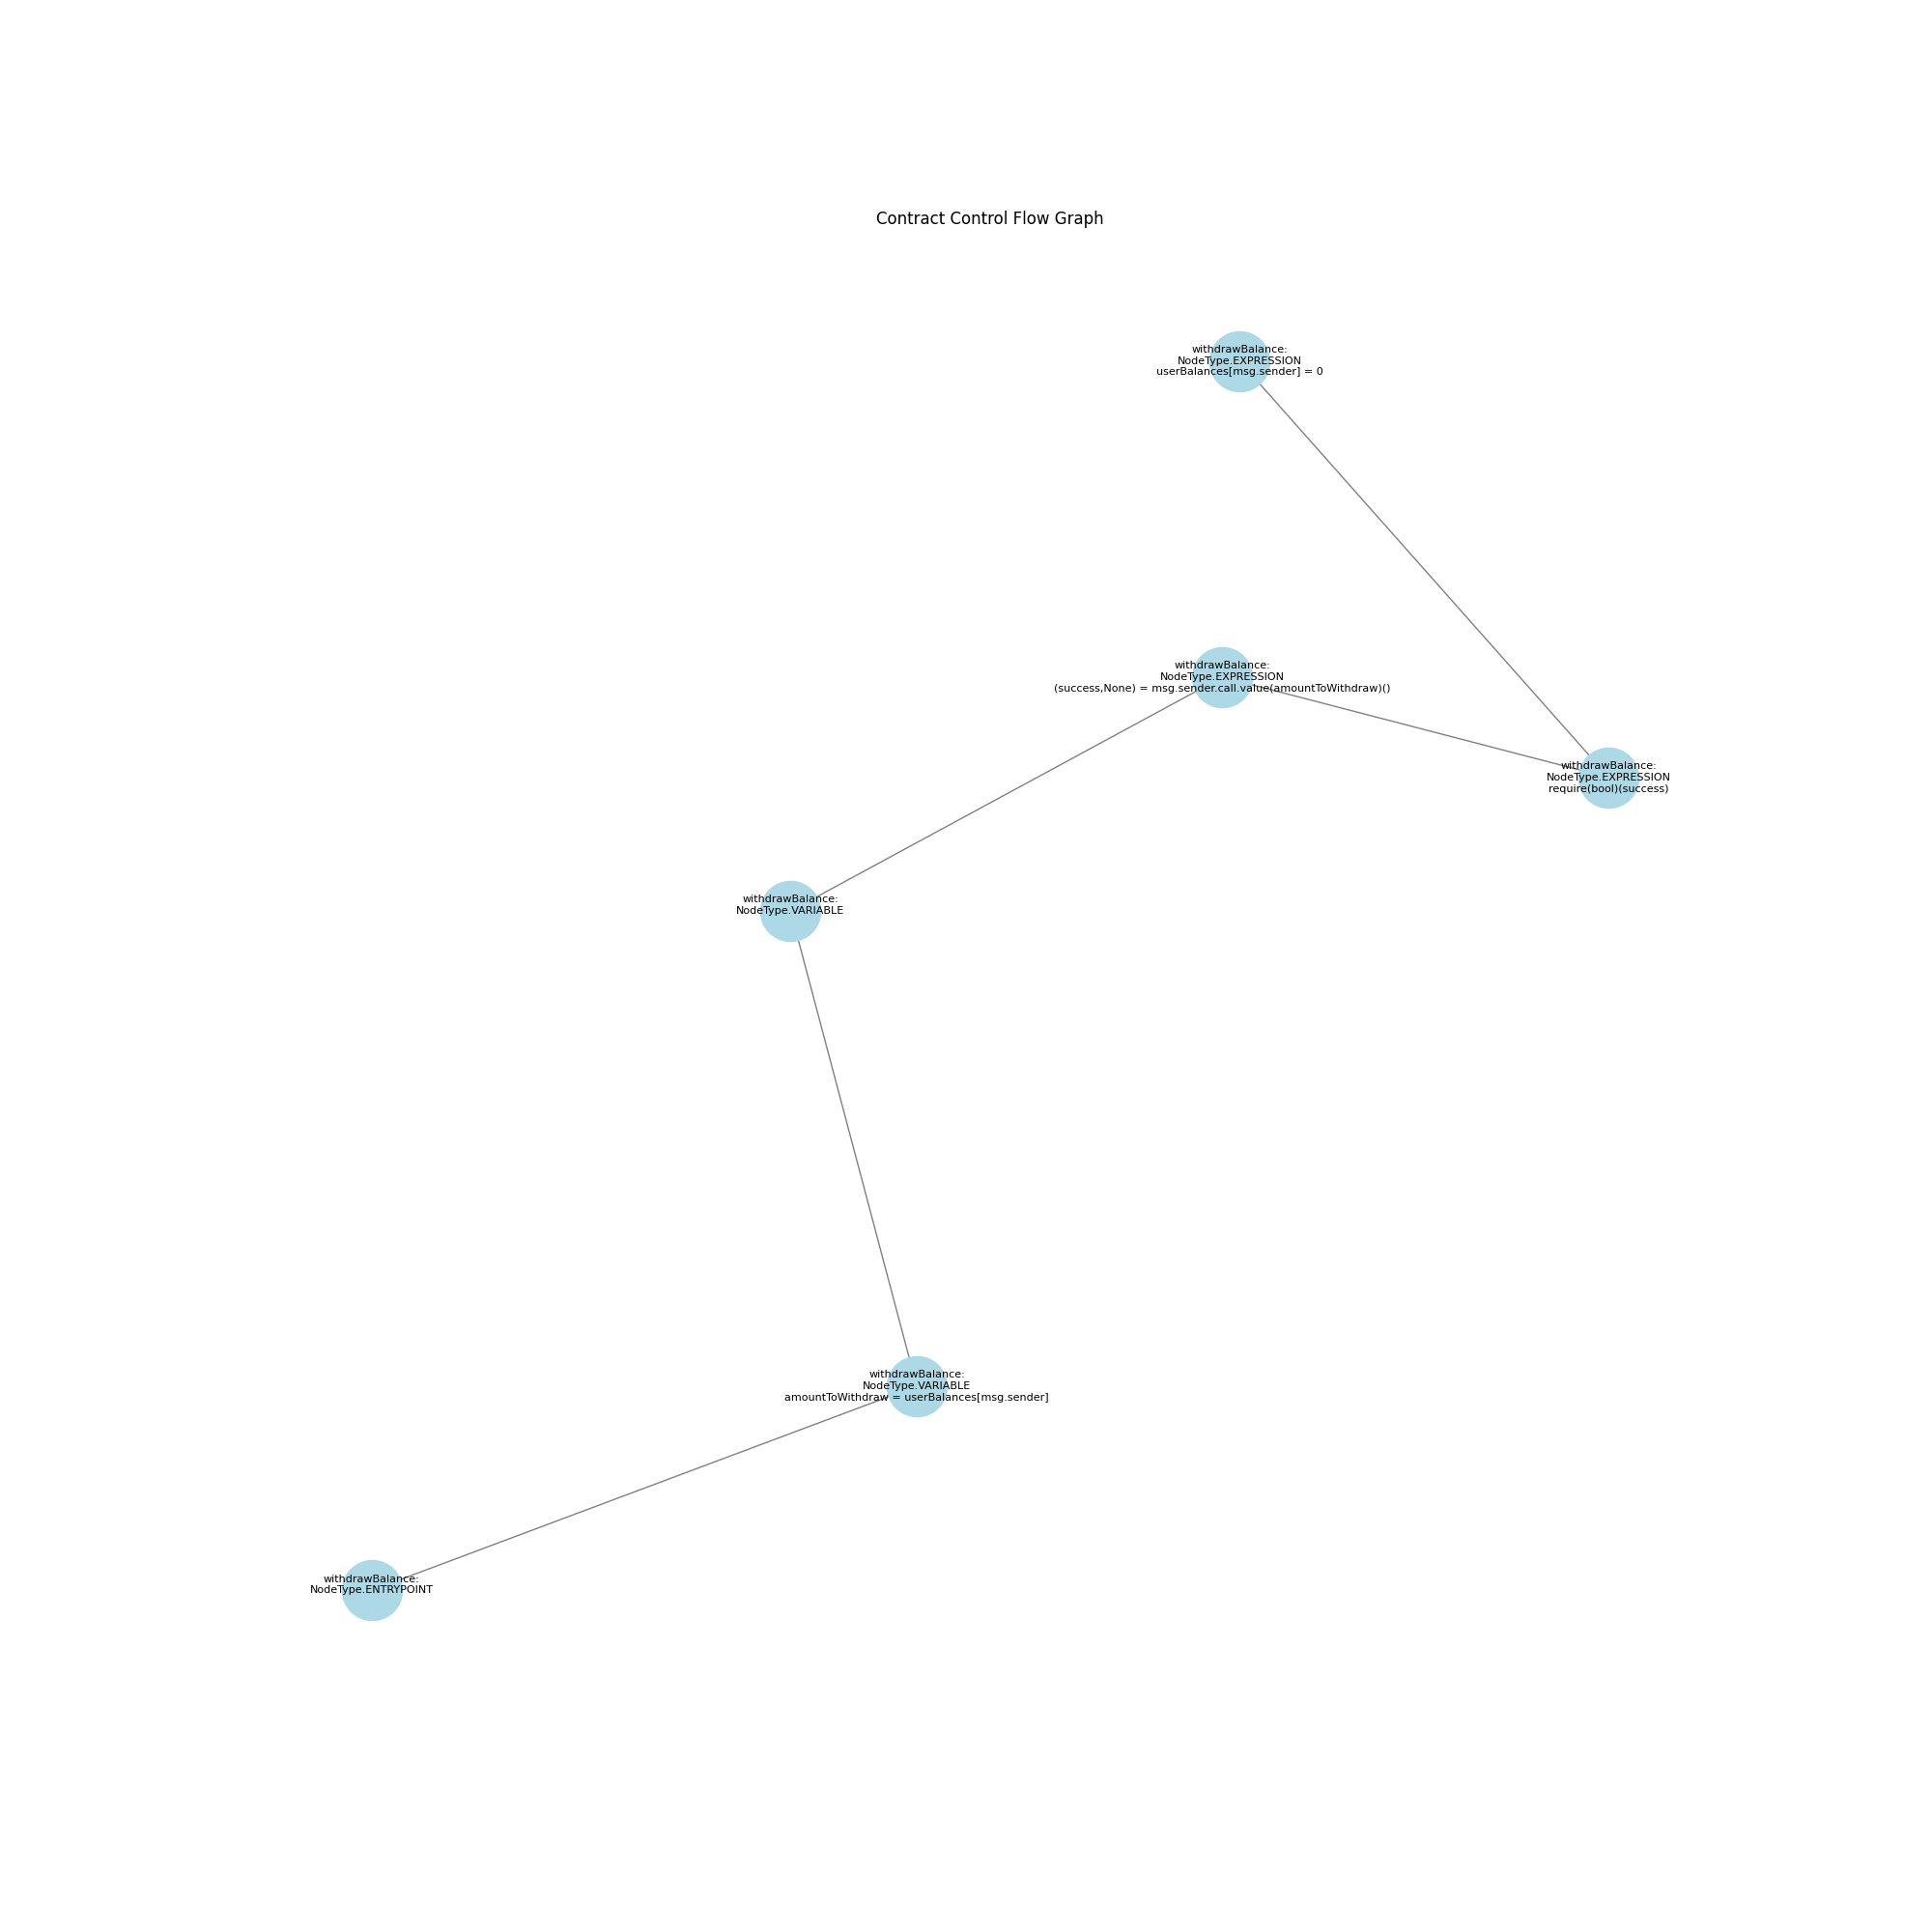 Contract Control Flow Graph
withdrawBalance:
NodeType.EXPRESSION
userBalances[msg.sender] = 0
withdrawBalance:
NodeType.EXPRESSION
(success,None) = msg.sender.call.value(amountToWithdraw)()
withdrawBalance:
NodeType.EXPRESSION
require(bool)(success)
withdrawBalance:
NodeType.VARIABLE
withdrawBalance:
NodeType.VARIABLE
amountToWithdraw = userBalances[msg.sender]
withdrawBalance:
NodeType.ENTRYPOINT